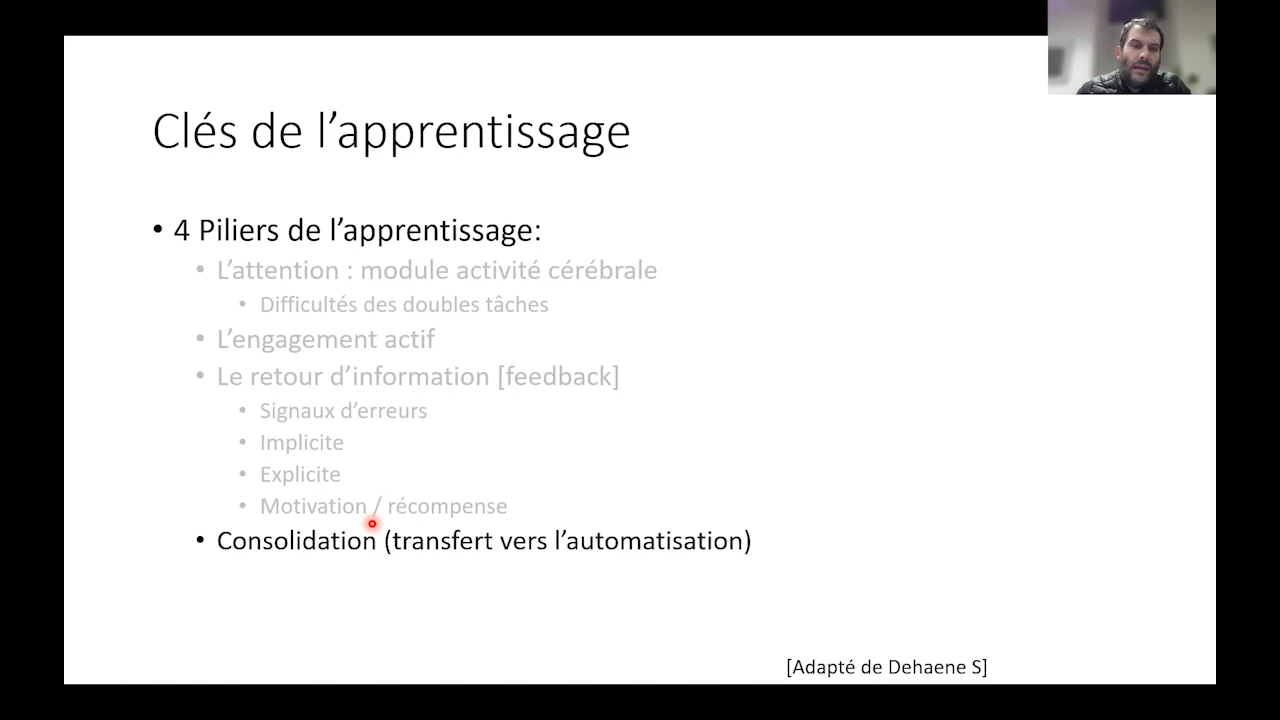 Clés de l’apprentissage
• 4 Piliers de l’apprentissage:
• L’attention : module activité cérébrale
• Difficultés des doubles tâches
• L’engagement actif
• Le retour d’information [feedback]
• Signaux d’erreurs
• Implicite
• Explicite
• Motivation / récompense
• Consolidation (transfert vers l’automatisation)
[Adapté de Dehaene S]